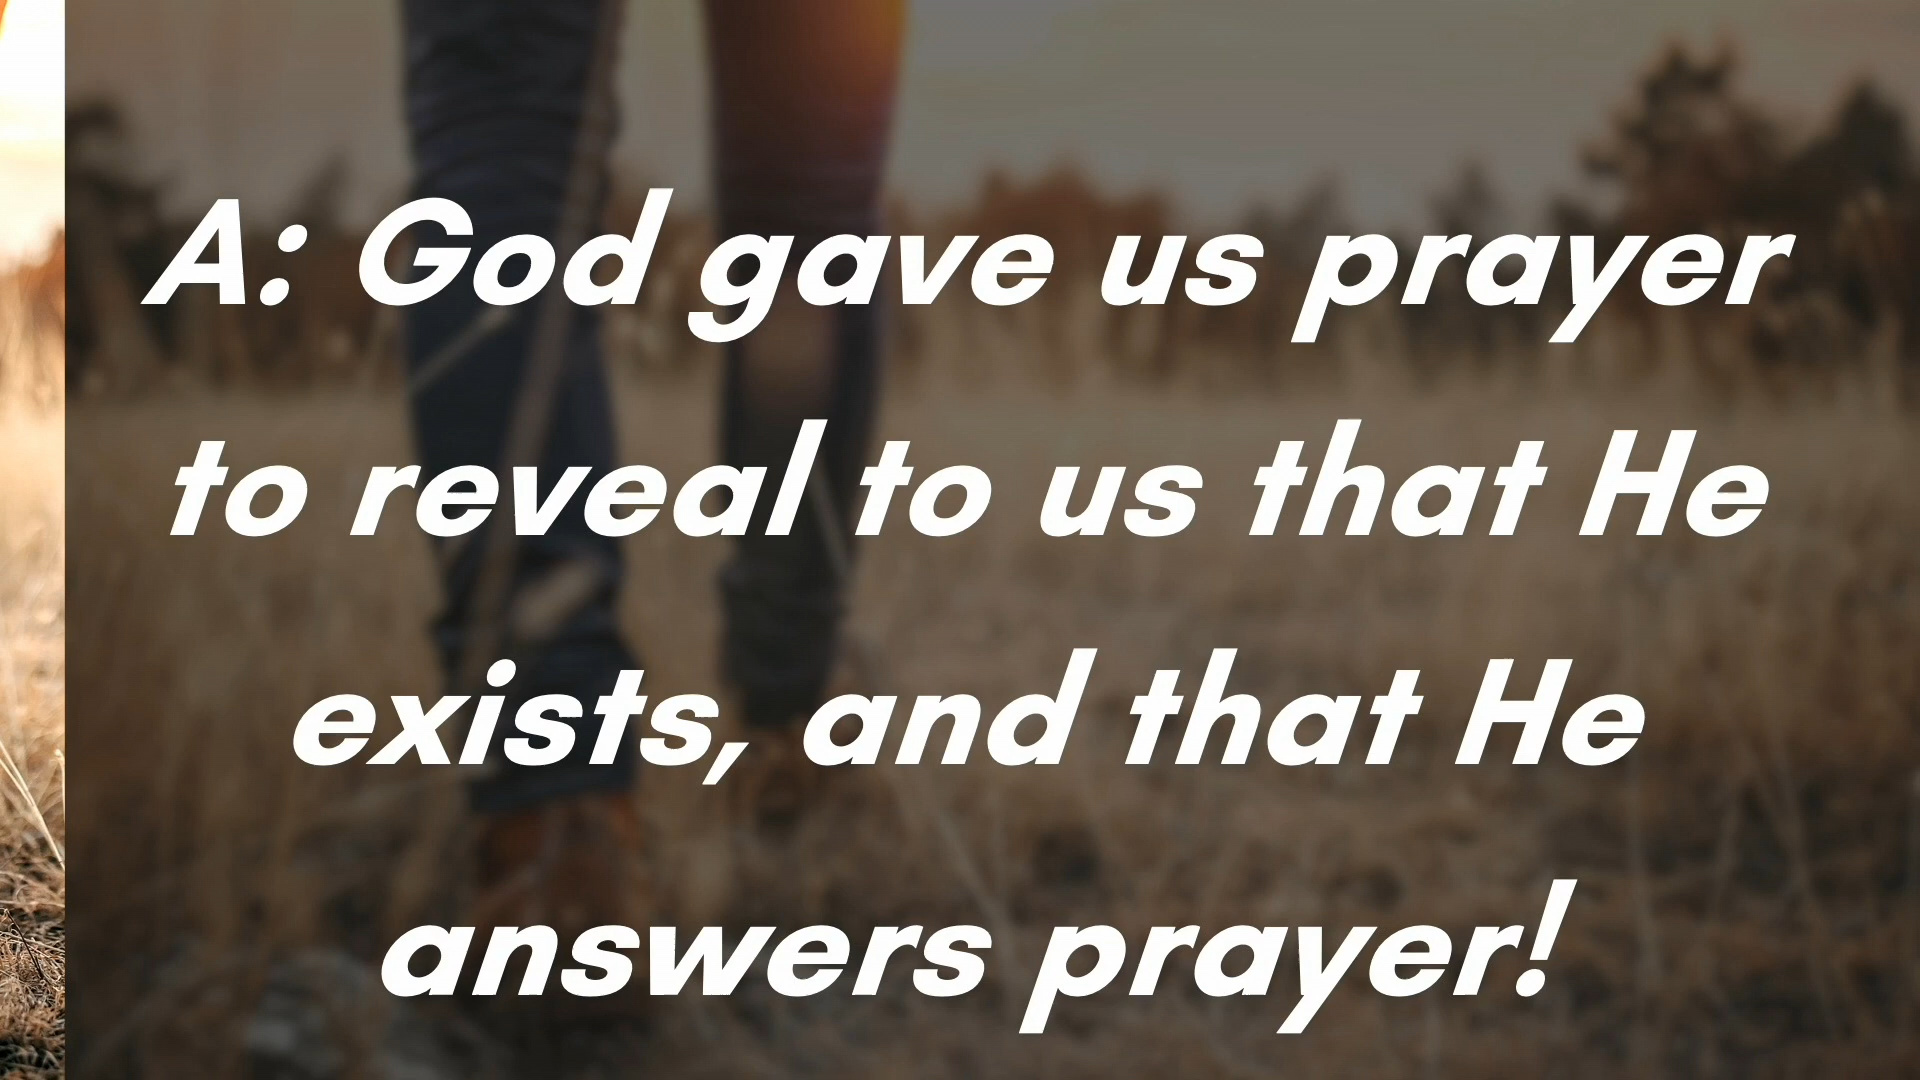 A: God gave us prayer
to reveal to us that He
exists, and that He
answers prayer!